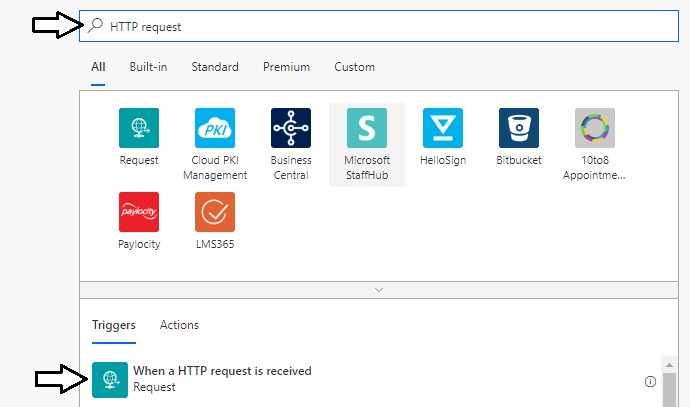 HTTP request
All Built-in Standard Premium Custom
PKI
S
Request Cloud PKI Business Microsoft HelloSign Bitbucket 10to8
Management Central StaffHub Appointme...
paylocity
Paylocity LMS365
Triggers Actions
When a HTTP request is received
Request